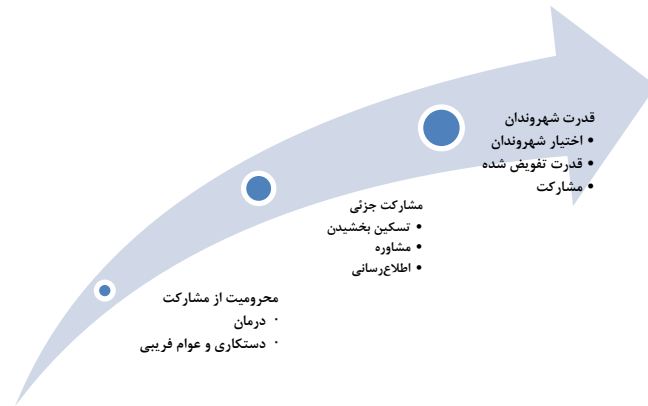 قدرت شهروندان
• اختیار شهروندان
• قدرت تفویض شده
• مشارکت
مشارکت جزئی
• تسکین بخشیدن
• مشاوره
• اطلاع‌رسانی
محرومیت از مشارکت
· درمان
· دستکاری و عوام فریبی